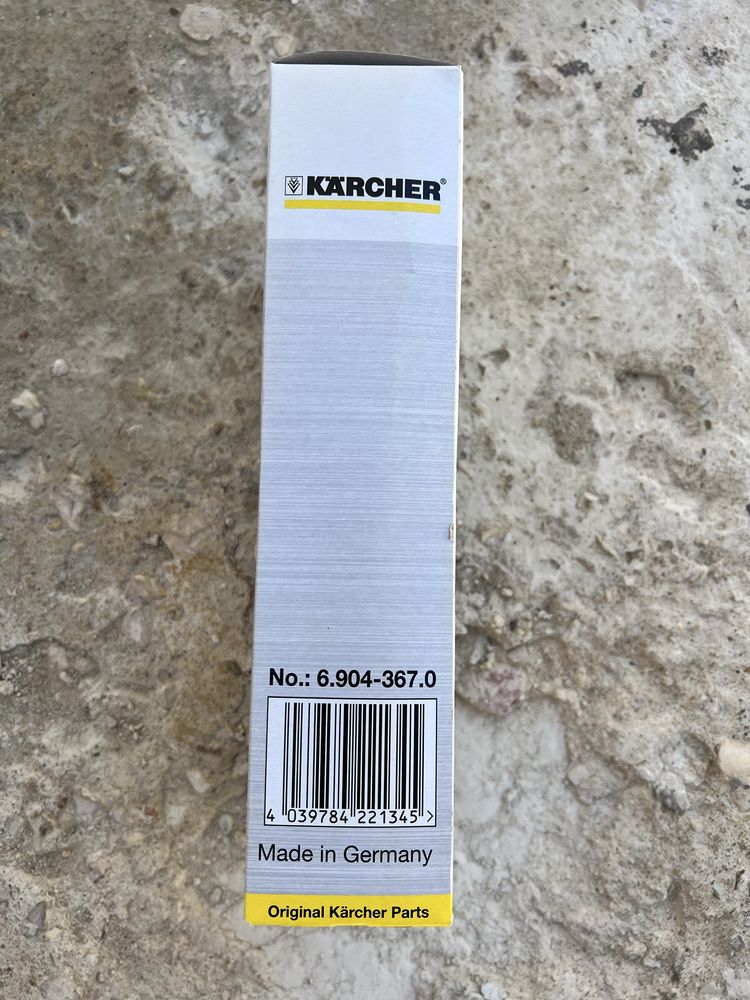 KÄRCHER®
No.: 6.904-367.0
4 039784 221345 >
Made in Germany
Original Kärcher Parts